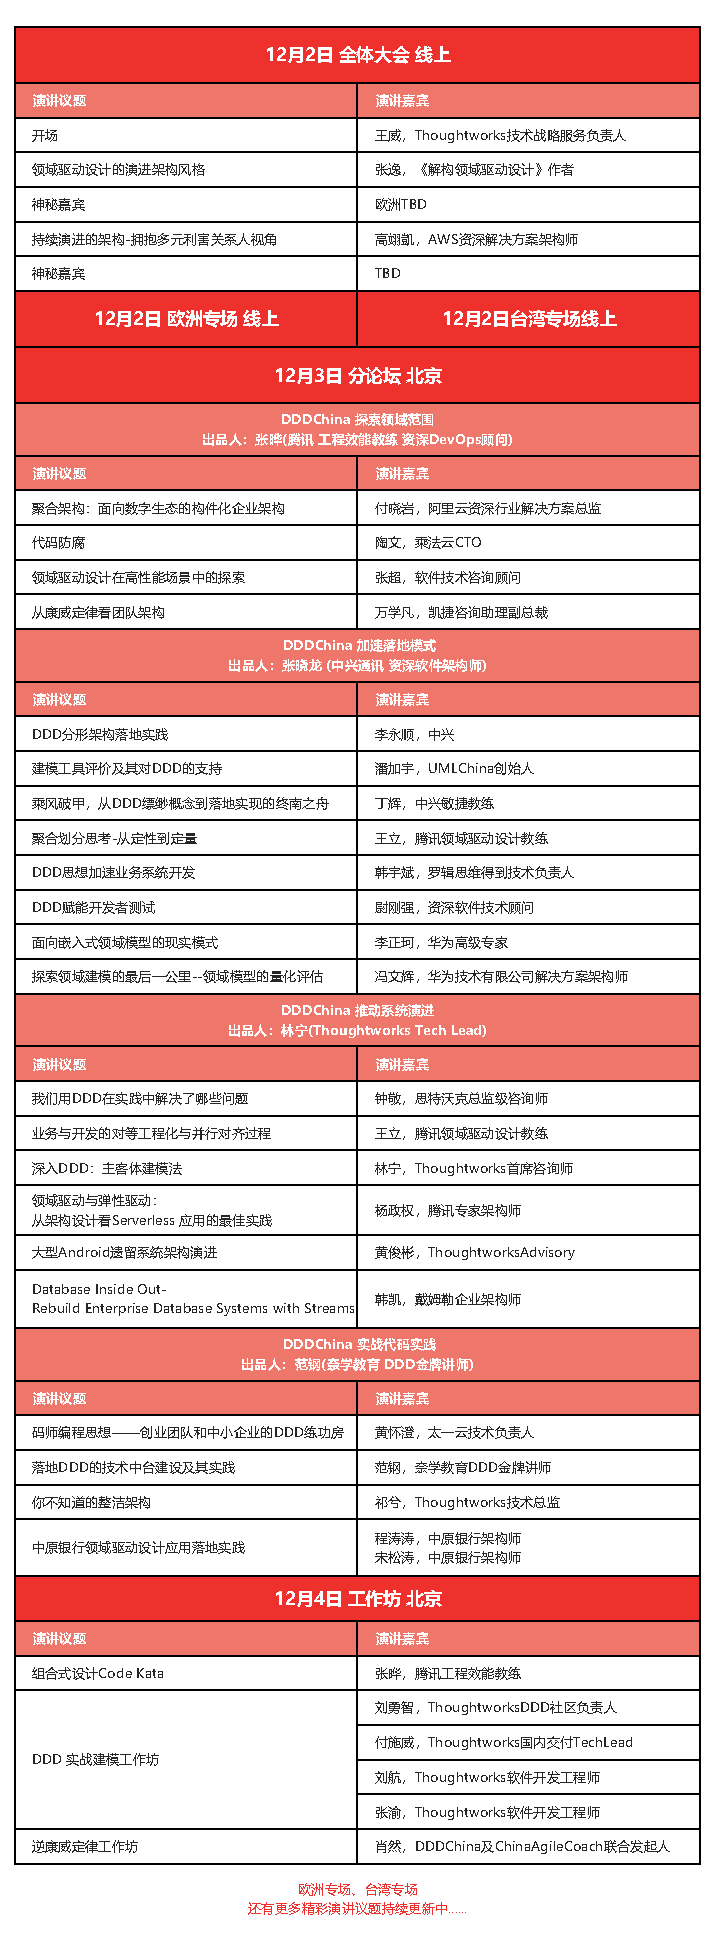 12月2日 全体大会 线上
演讲议题 演讲嘉宾
开场 王威，Thoughtworks技术战略服务负责人
领域驱动设计的演进架构风格 张逸，《解构领域驱动设计》作者
神秘嘉宾 欧洲TBD
持续演进的架构-拥抱多元利害关系人视角 高翊凱，AWS资深解决方案架构师
神秘嘉宾 TBD
12月2日 欧洲专场 线上 12月2日台湾专场线上
12月3日 分论坛 北京
DDDChina 探索领域范围
出品人：张晔(腾讯 工程效能教练 资深DevOps顾问)
演讲议题 演讲嘉宾
聚合架构：面向数字生态的构件化企业架构 付晓岩，阿里云资深行业解决方案总监
代码防腐 陶文，乘法云CTO
领域驱动设计在高性能场景中的探索 张超，软件技术咨询顾问
从康威定律看团队架构 万学凡，凯捷咨询助理副总裁
DDDChina 加速落地模式
出品人：张晓龙 (中兴通讯 资深软件架构师)
演讲议题 演讲嘉宾
DDD分形架构落地实践 李永顺，中兴
建模工具评价及其对DDD的支持 潘加宇，UMLChina创始人
乘风破甲，从DDD缥缈概念到落地实现的终南之舟 丁辉，中兴敏捷教练
聚合划分思考-从定性到定量 王立，腾讯领域驱动设计教练
DDD思想加速业务系统开发 韩宇斌，罗辑思维得到技术负责人
DDD赋能开发者测试 尉刚强，资深软件技术顾问
面向嵌入式领域模型的现实模式 李正珂，华为高级专家
探索领域建模的最后一公里--领域模型的量化评估 冯文辉，华为技术有限公司解决方案架构师
DDDChina 推动系统演进
出品人：林宁(Thoughtworks Tech Lead)
演讲议题 演讲嘉宾
我们用DDD在实践中解决了哪些问题 钟敬，思特沃克总监级咨询师
业务与开发的对等工程化与并行对齐过程 王立，腾讯领域驱动设计教练
深入DDD：主客体建模法 林宁，Thoughtworks首席咨询师
领域驱动与弹性驱动：
从架构设计看Serverless 应用的最佳实践 杨政权，腾讯专家架构师
大型Android遗留系统架构演进 黄俊彬，ThoughtworksAdvisory
Database Inside Out-
Rebuild Enterprise Database Systems with Streams 韩凯，戴姆勒企业架构师
DDDChina 实战代码实践
出品人：范钢(奈学教育 DDD金牌讲师)
演讲议题 演讲嘉宾
码师编程思想——创业团队和中小企业的DDD练功房 黄怀澄，太一云技术负责人
落地DDD的技术中台建设及其实践 范钢，奈学教育DDD金牌讲师
你不知道的整洁架构 祁兮，Thoughtworks技术总监
中原银行领域驱动设计应用落地实践 程涛涛，中原银行架构师
宋松涛，中原银行架构师
12月4日 工作坊 北京
演讲议题 演讲嘉宾
组合式设计Code Kata 张晔，腾讯工程效能教练
DDD 实战建模工作坊 刘勇智，ThoughtworksDDD社区负责人
付施威，Thoughtworks国内交付TechLead
刘航，Thoughtworks软件开发工程师
张渝，Thoughtworks软件开发工程师
逆康威定律工作坊 肖然，DDDChina及ChinaAgileCoach联合发起人
欧洲专场、台湾专场
还有更多精彩演讲议题持续更新中......